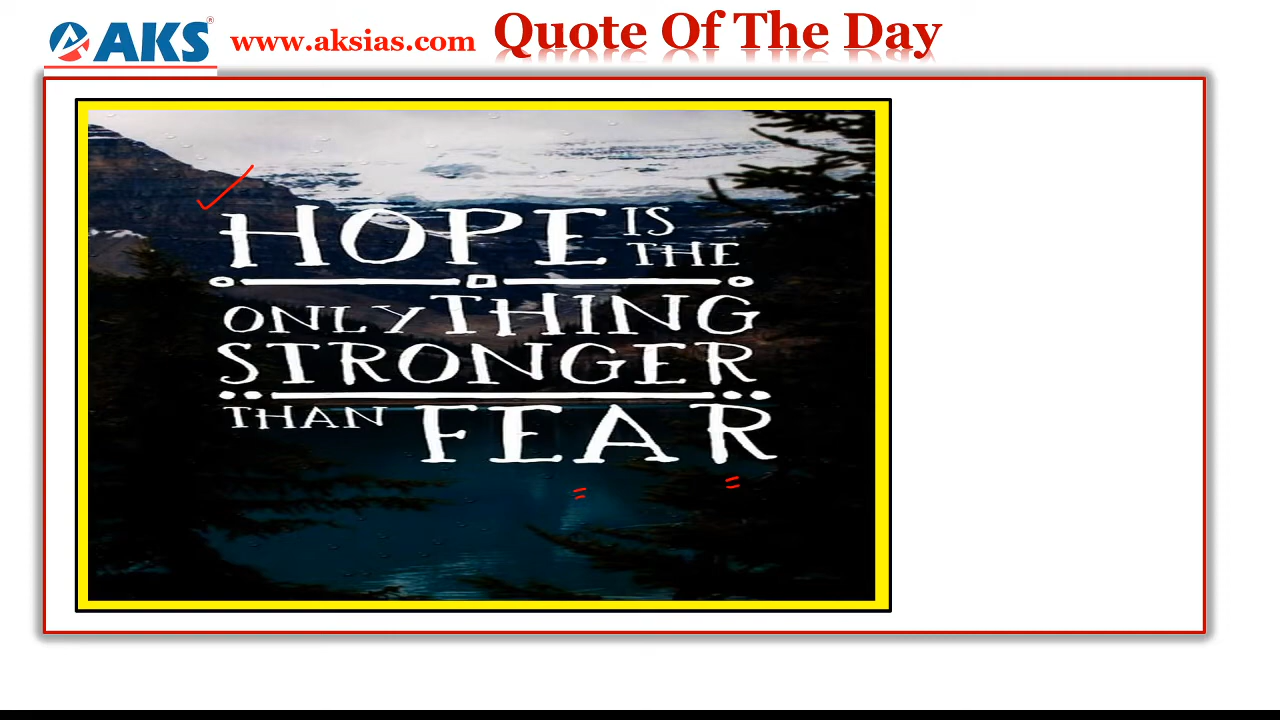 AKS®
www.aksias.com
Quote Of The Day
HOPE IS
THE
ONLY THING
STRONGER
THAN FEAR